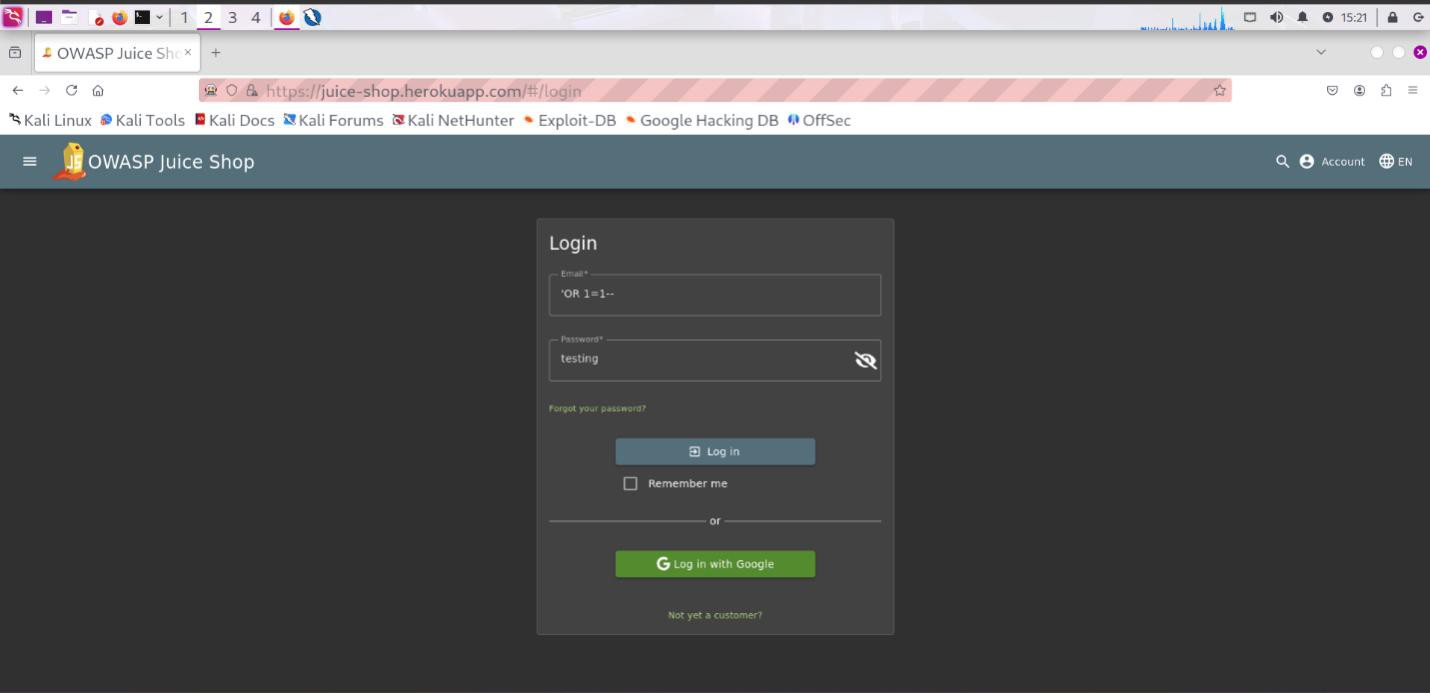 1 2 3 4 15:21
OWASP Juice Sho
https://juice-shop.herokuapp.com/#/login
Kali Linux Kali Tools Kali Docs Kali Forums Kali NetHunter Exploit-DB Google Hacking DB OffSec
JS OWASP Juice Shop Account EN
Login
Email*
'OR 1=1--
Password*
testing
Forgot your password?
Log in
Remember me
or
G Log in with Google
Not yet a customer?